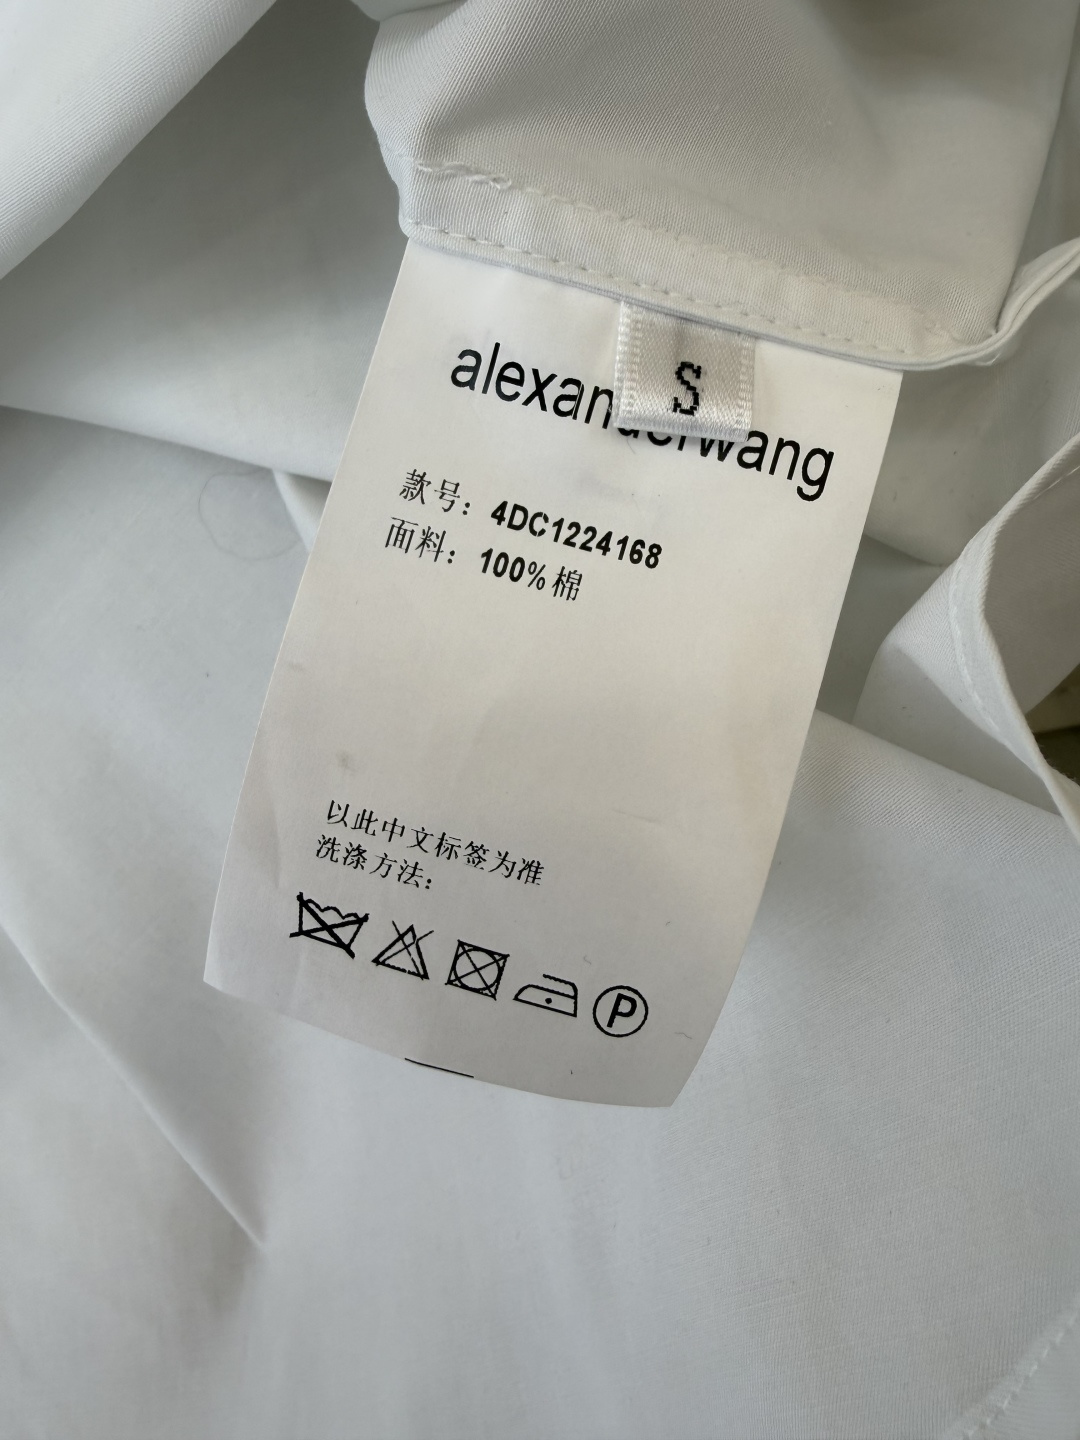 alexanderwang
S
款号：4DC1224168
面料：100%棉
以此中文标签为准
洗涤方法：
P